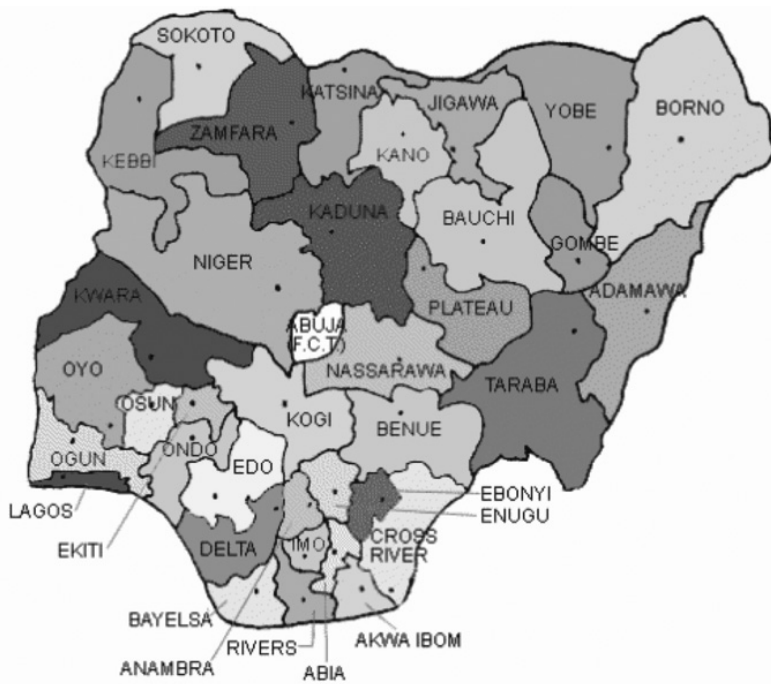 SOKOTO
KATSINA
JIGAWA
YOBE
BORNO
ZAMFARA
KANO
KEBBI
KADUNA
BAUCHI
GOMBE
NIGER
ADAMAWA
KWARA
PLATEAU
ABUJA
(F.C.T.)
NASSARAWA
OYO
TARABA
OSUN
KOGI
BENUE
OGUN
ONDO
EDO
EBONYI
LAGOS
ENUGU
CROSS
RIVER
EKITI
DELTA
IMO
BAYELSA
RIVERS
AKWA IBOM
ANAMBRA
ABIA